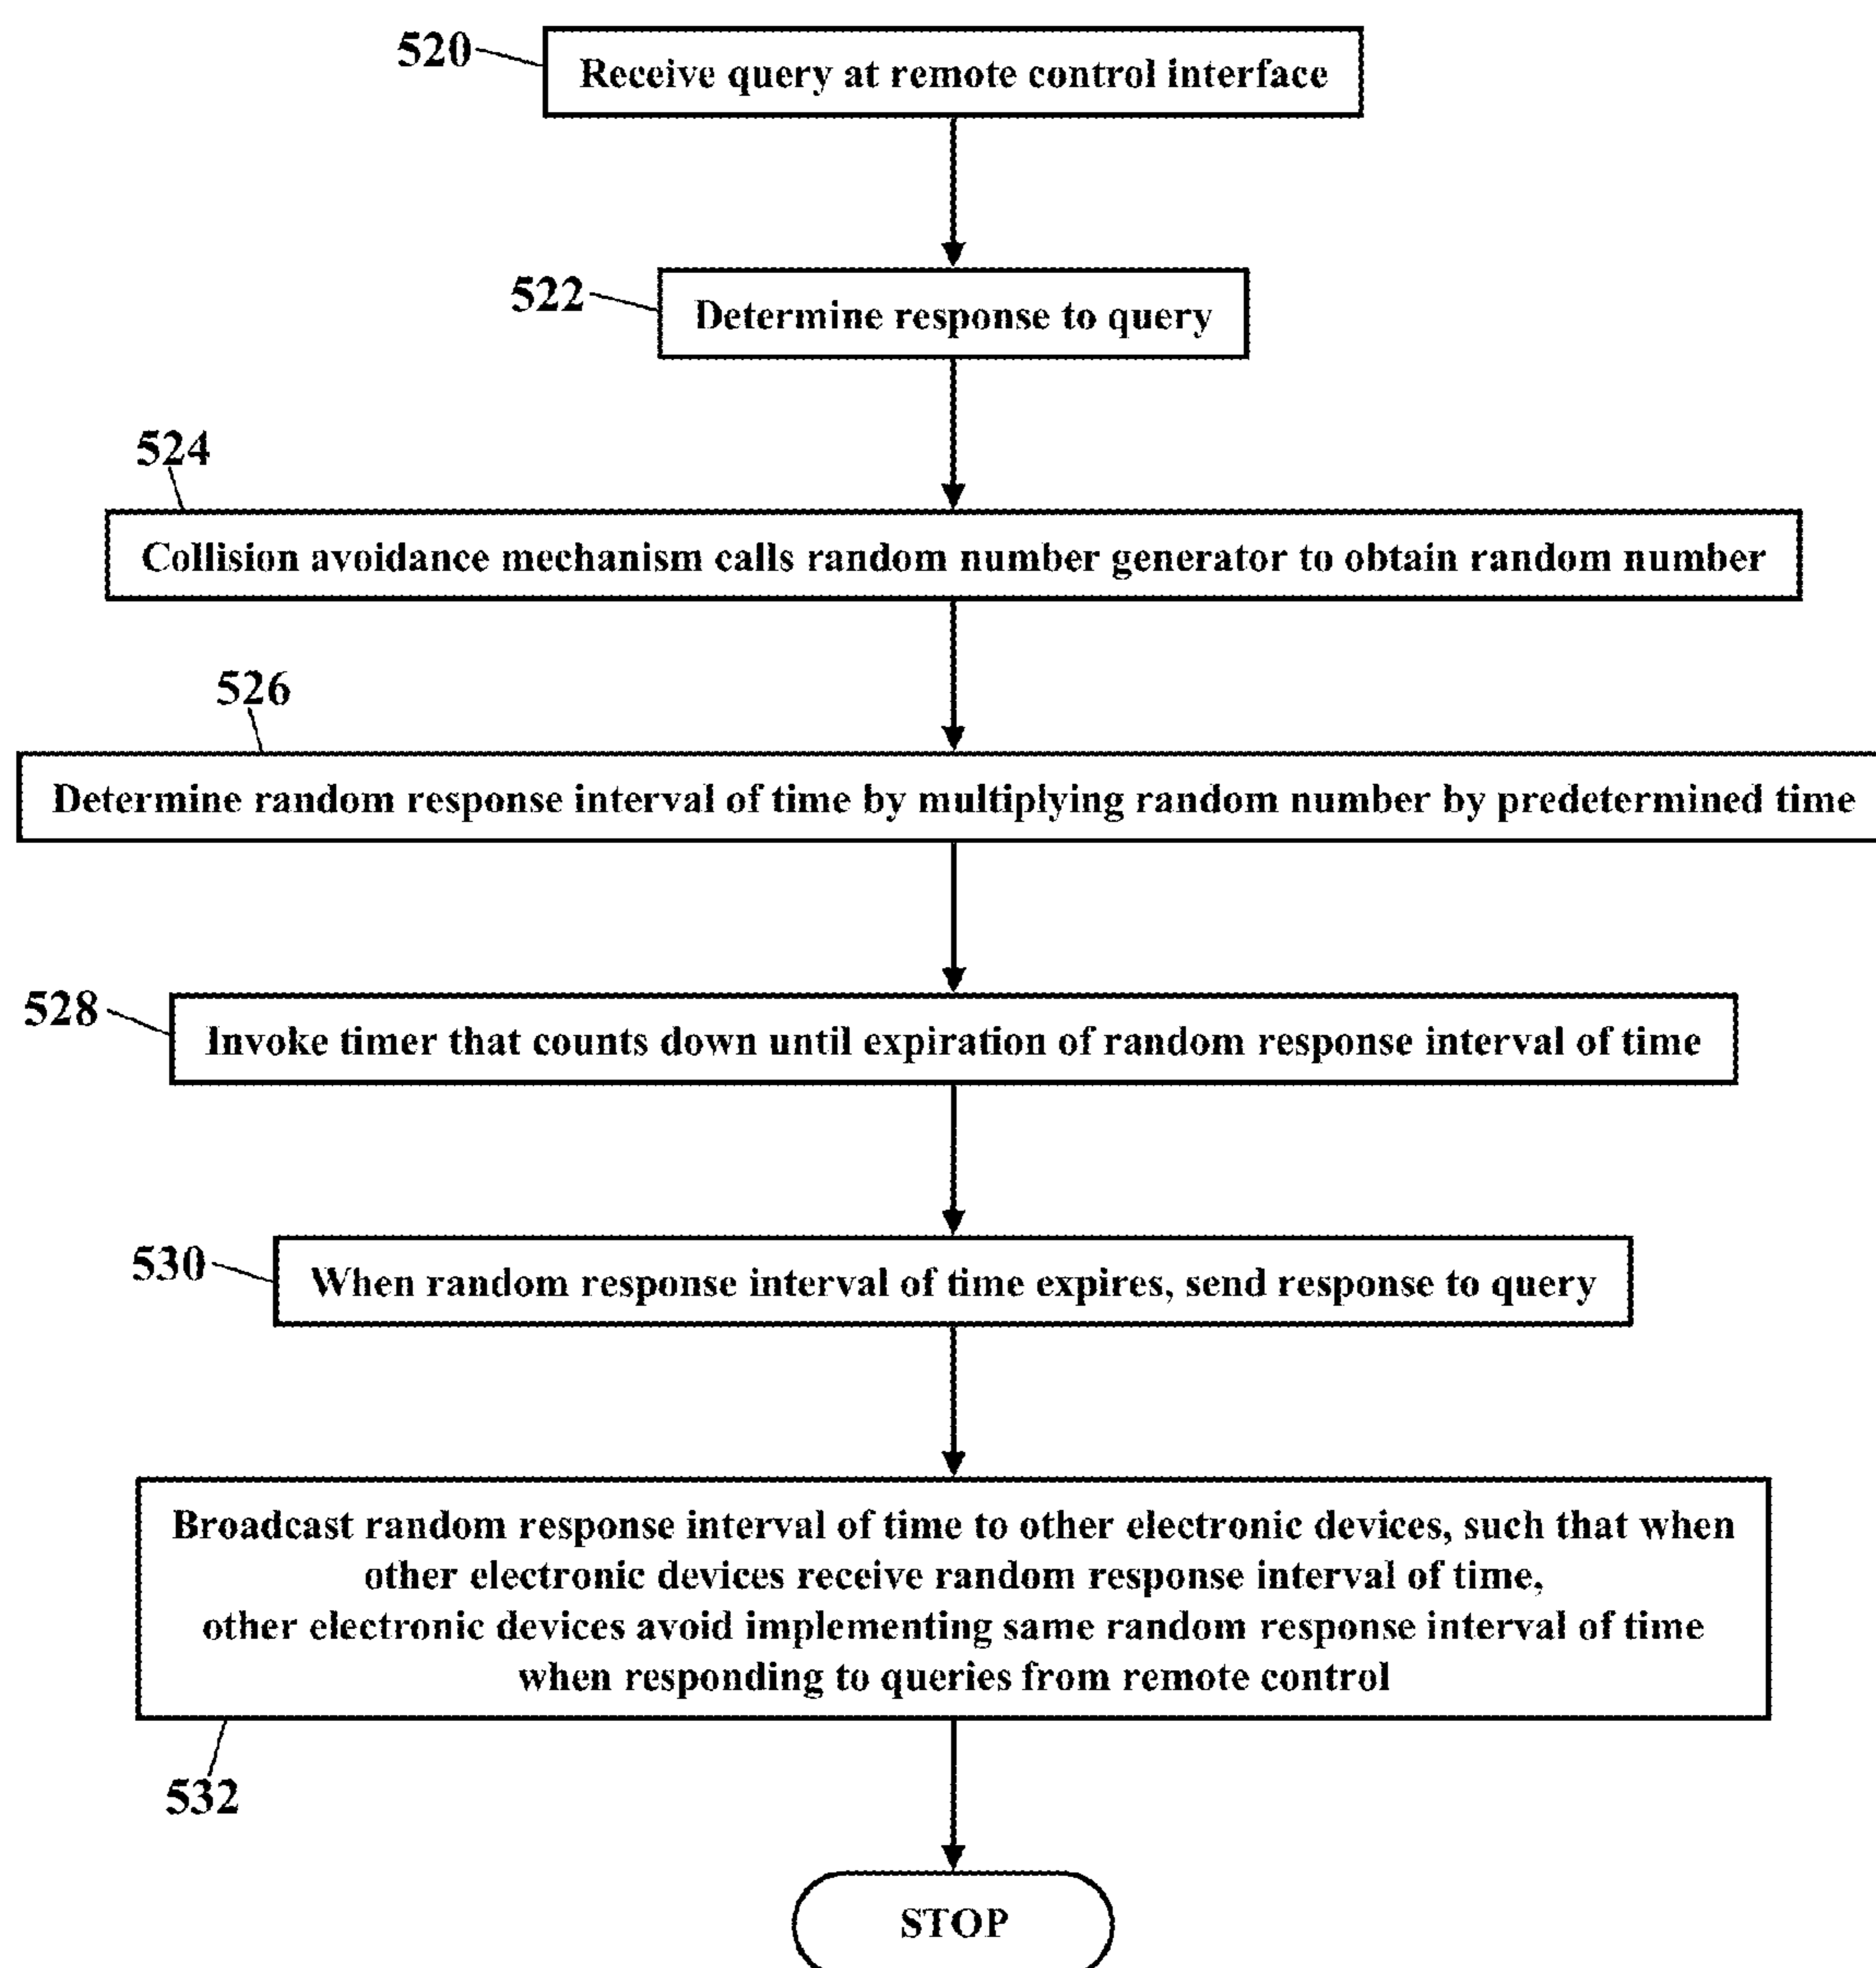 520
Receive query at remote control interface
522
Determine response to query
524
Collision avoidance mechanism calls random number generator to obtain random number
526
Determine random response interval of time by multiplying random number by predetermined time
528
Invoke timer that counts down until expiration of random response interval of time
530
When random response interval of time expires, send response to query
Broadcast random response interval of time to other electronic devices, such that when
other electronic devices receive random response interval of time,
other electronic devices avoid implementing same random response interval of time
when responding to queries from remote control
532
STOP